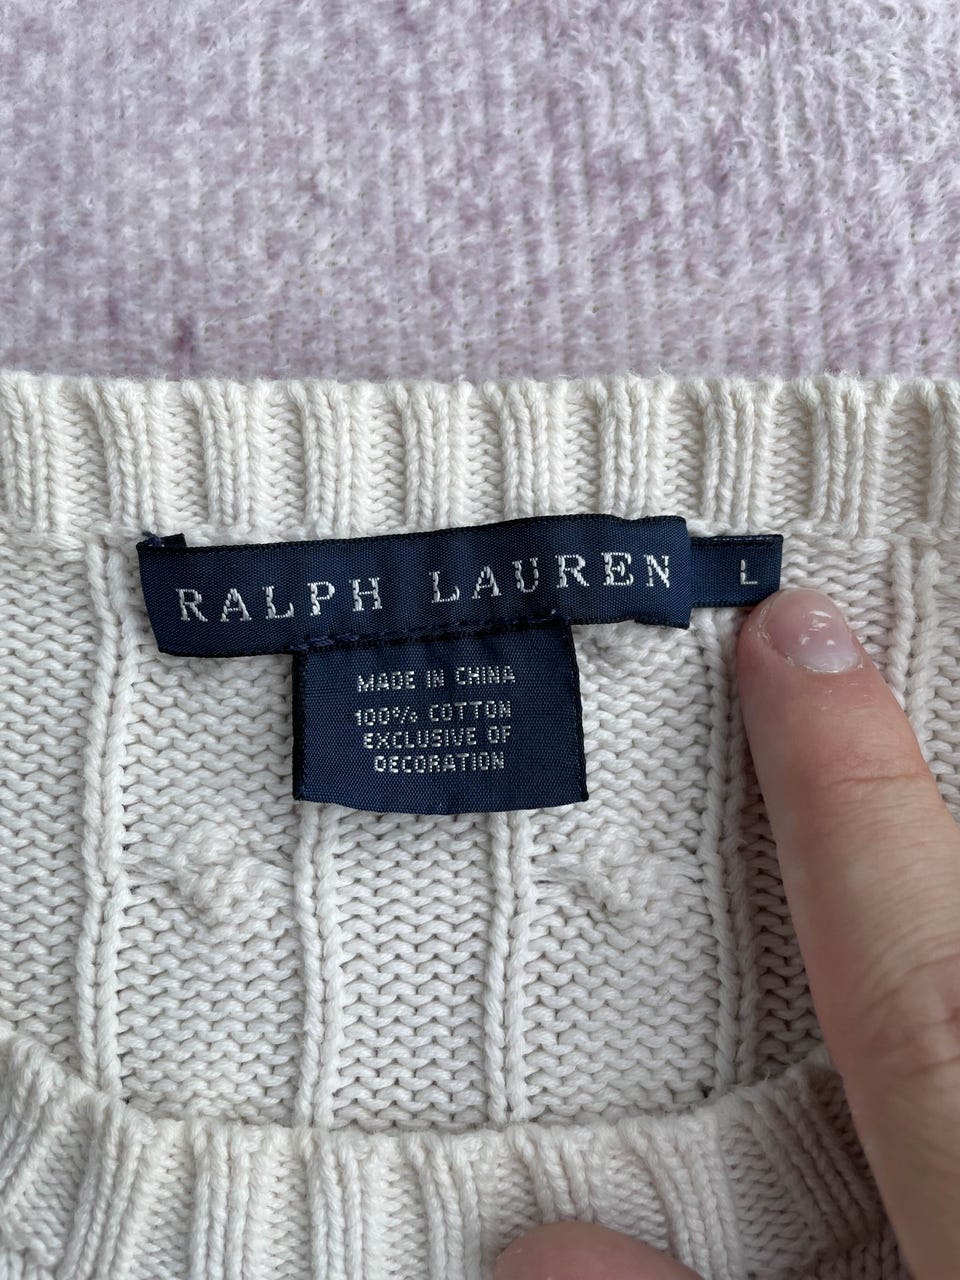 RALPH LAUREN
L
MADE IN CHINA
100% COTTON
EXCLUSIVE OF
DECORATION